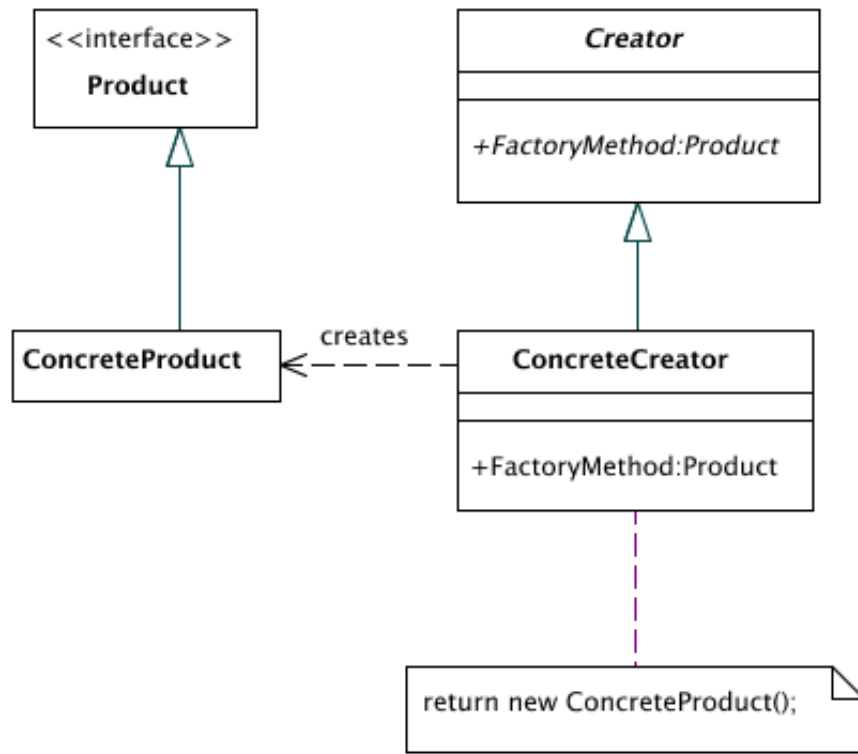 <<interface>>
Product
Creator
+FactoryMethod:Product
ConcreteProduct
creates
ConcreteCreator
+FactoryMethod:Product
return new ConcreteProduct();